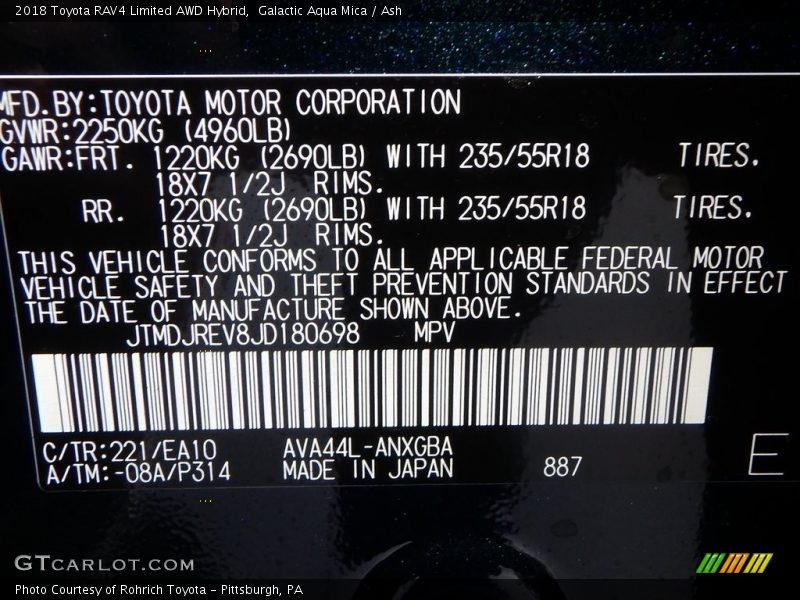 2018 Toyota RAV4 Limited AWD Hybrid,  Galactic Aqua Mica / Ash
MFD.BY:TOYOTA MOTOR CORPORATION
GVWR:2250KG (4960LB)
GAWR:FRT. 1220KG (2690LB) WITH 235/55R18 TIRES.
18X7 1/2J RIMS.
RR. 1220KG (2690LB) WITH 235/55R18 TIRES.
18X7 1/2J RIMS.
THIS VEHICLE CONFORMS TO ALL APPLICABLE FEDERAL MOTOR
VEHICLE SAFETY AND THEFT PREVENTION STANDARDS IN EFFECT
THE DATE OF MANUFACTURE SHOWN ABOVE.
JTMDJREV8JD180698 MPV
C/TR:221/EA10 AVA44L-ANXGBA
A/TM:-08A/P314 MADE IN JAPAN 887 E
GTCARLOT.COM
Photo Courtesy of Rohrich Toyota - Pittsburgh, PA